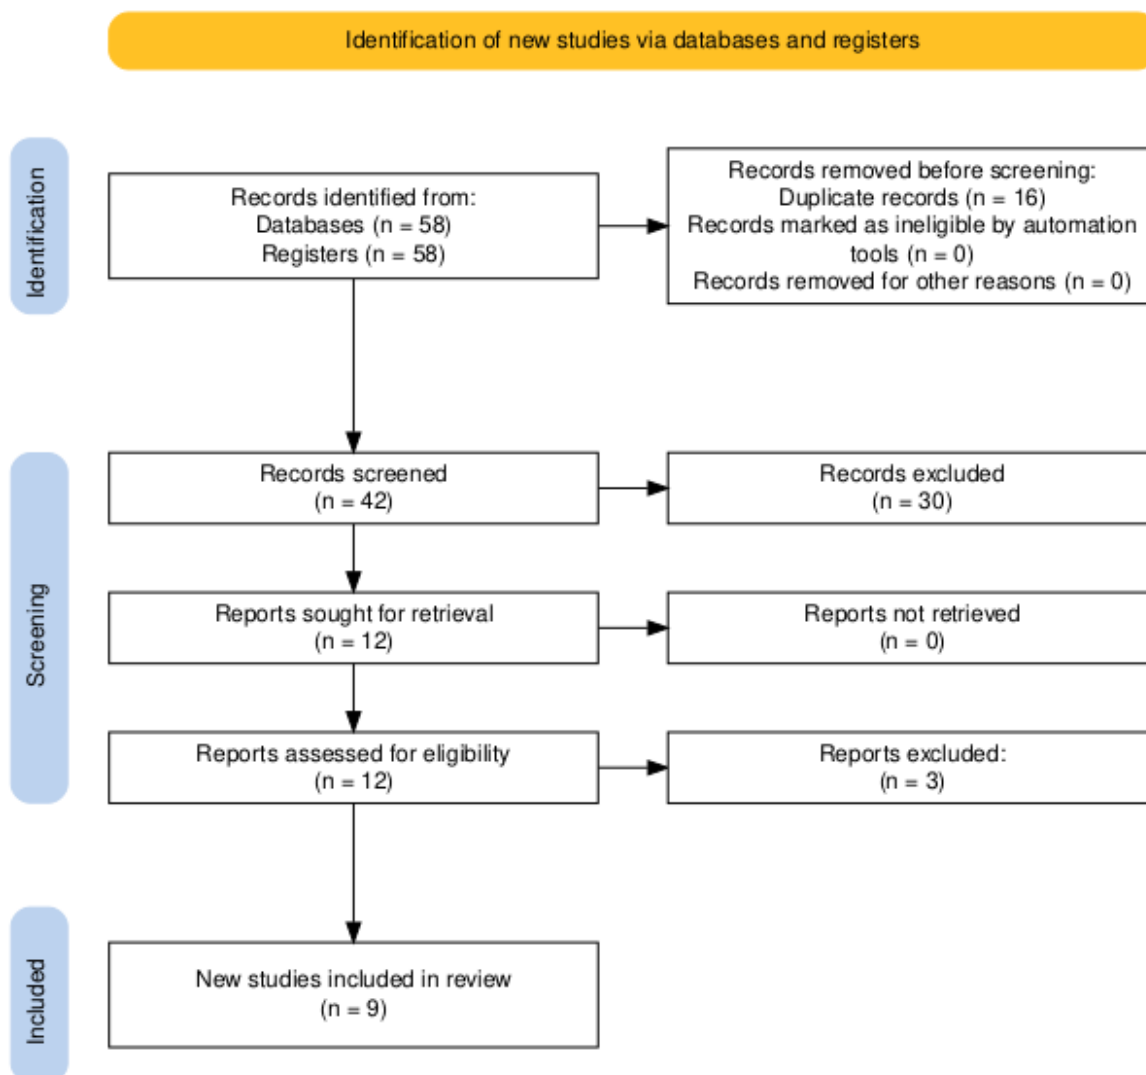 Identification of new studies via databases and registers
Identification
Records identified from:
Databases (n = 58)
Registers (n = 58)
Records removed before screening:
Duplicate records (n = 16)
Records marked as ineligible by automation
tools (n = 0)
Records removed for other reasons (n = 0)
Screening
Records screened
(n = 42)
Records excluded
(n = 30)
Reports sought for retrieval
(n = 12)
Reports not retrieved
(n = 0)
Reports assessed for eligibility
(n = 12)
Reports excluded:
(n = 3)
Included
New studies included in review
(n = 9)